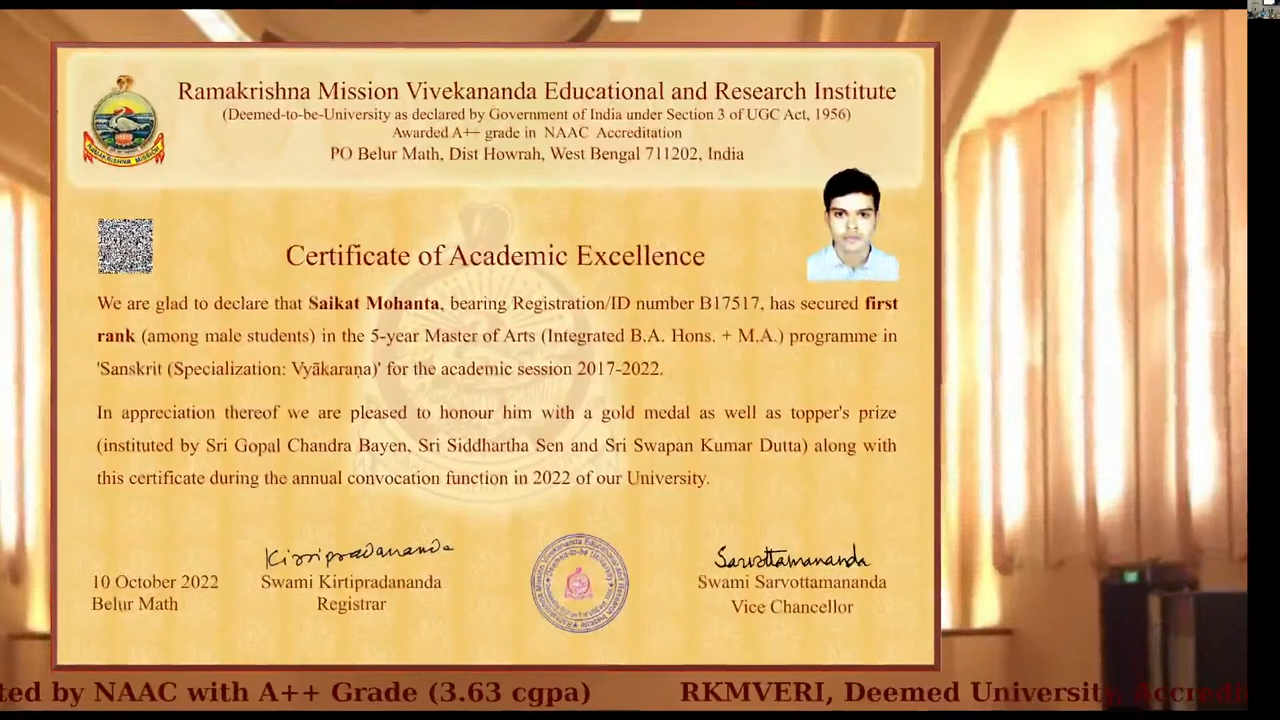 Ramakrishna Mission Vivekananda Educational and Research Institute
(Deemed-to-be-University as declared by Government of India under Section 3 of UGC Act, 1956)
Awarded A++ grade in NAAC Accreditation
PO Belur Math, Dist Howrah, West Bengal 711202, India
RAMAKRISHNA MISSION
Certificate of Academic Excellence
We are glad to declare that Saikat Mohanta, bearing Registration/ID number B17517, has secured first
rank (among male students) in the 5-year Master of Arts (Integrated B.A. Hons. + M.A.) programme in
'Sanskrit (Specialization: Vyākaraṇa)' for the academic session 2017-2022.
In appreciation thereof we are pleased to honour him with a gold medal as well as topper's prize
(instituted by Sri Gopal Chandra Bayen, Sri Siddhartha Sen and Sri Swapan Kumar Dutta) along with
this certificate during the annual convocation function in 2022 of our University.
Kirtipradananda
Sarvottamananda
10 October 2022
Belur Math
Swami Kirtipradananda
Registrar
Swami Sarvottamananda
Vice Chancellor
ted by NAAC with A++ Grade (3.63 cgpa)
RKMVERI, Deemed University, Accredi